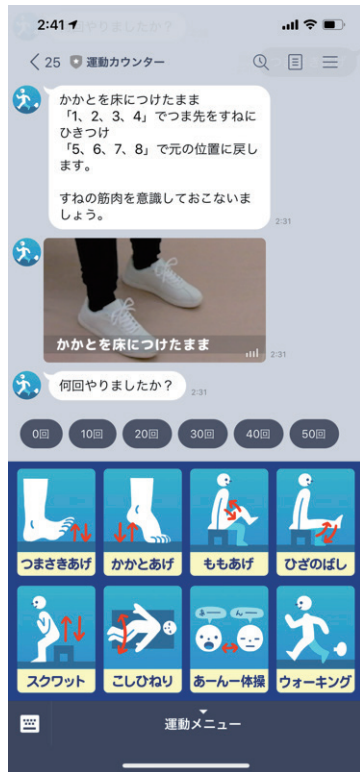 2:41
25 運動カウンター
かかとを床につけたまま
「1、2、3、4」でつま先をすねに
ひきつけ
「5、6、7、8」で元の位置に戻し
ます。
すねの筋肉を意識しておこないま
しょう。
2:31
かかとを床につけたまま
2:31
何回やりましたか？
2:31
0回 10回 20回 30回 40回 50回
つまさきあげ かかとあげ ももあげ ひざのばし
あー んー
スクワット こしひねり あーんー体操 ウォーキング
運動メニュー